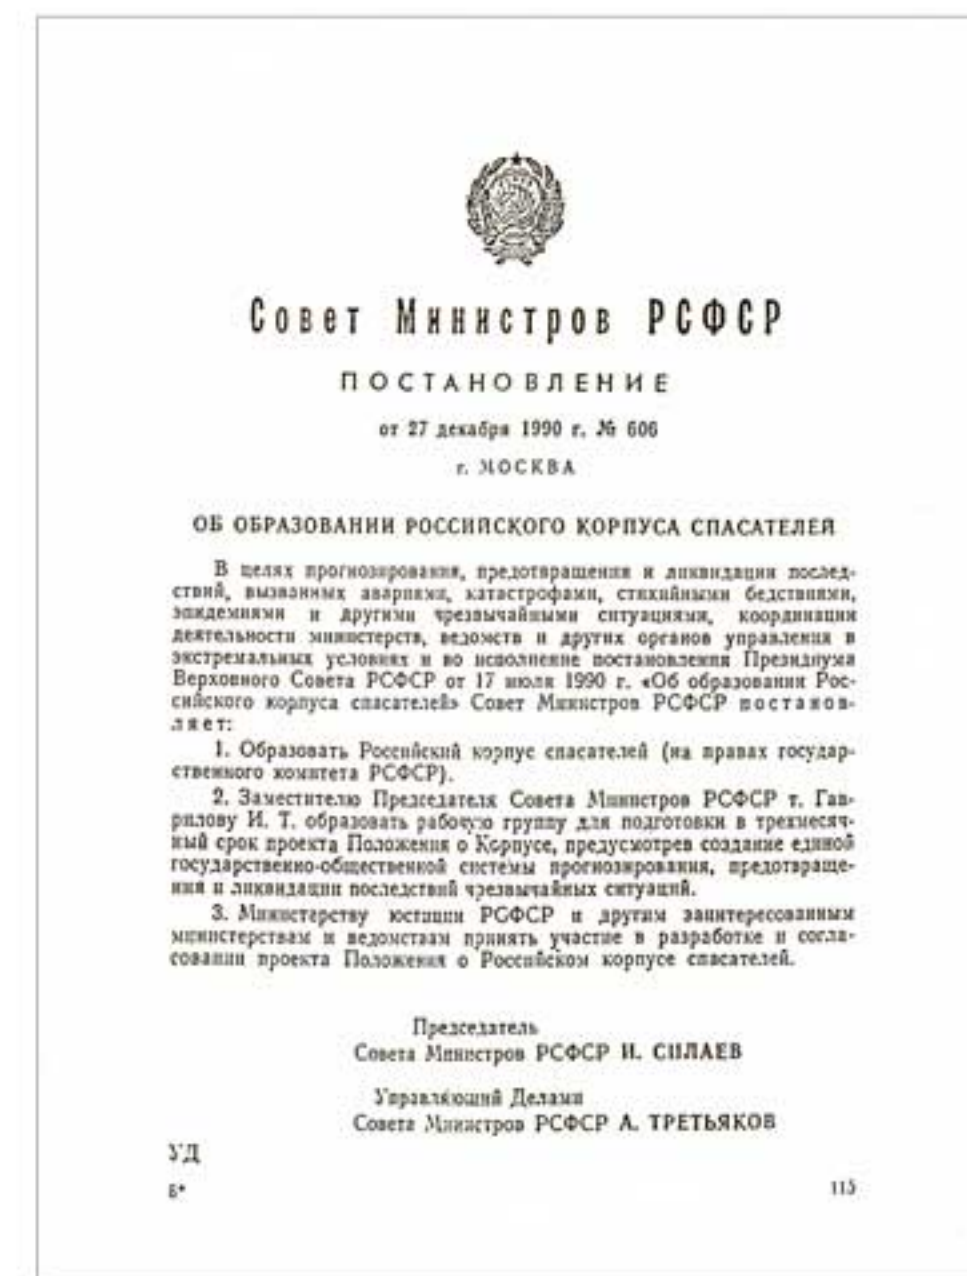 Совет Министров РСФСР
ПОСТАНОВЛЕНИЕ
от 27 декабря 1990 г. № 606
г. МОСКВА
ОБ ОБРАЗОВАНИИ РОССИЙСКОГО КОРПУСА СПАСАТЕЛЕЙ
В целях прогнозирования, предотвращения и ликвидации послед-
ствий, вызванных авариями, катастрофами, стихийными бедствиями,
эпидемиями и другими чрезвычайными ситуациями, координации
деятельности министерств, ведомств и других органов управления в
экстремальных условиях и во исполнение постановления Президиума
Верховного Совета РСФСР от 17 июля 1990 г. «Об образовании Рос-
сийского корпуса спасателей» Совет Министров РСФСР постанов-
ляет:
1. Образовать Российский корпус спасателей (на правах государ-
ственного комитета РСФСР).
2. Заместителю Председателя Совета Министров РСФСР т. Гав-
рилову И. Т. образовать рабочую группу для подготовки в трехмесяч-
ный срок проекта Положения о Корпусе, предусмотрев создание единой
государственно-общественной системы прогнозирования, предотвраще-
ния и ликвидации последствий чрезвычайных ситуаций.
3. Министерству юстиции РСФСР и другим заинтересованным
министерствам и ведомствам принять участие в разработке и согла-
совании проекта Положения о Российском корпусе спасателей.
Председатель
Совета Министров РСФСР И. СИЛАЕВ
Управляющий Делами
Совета Министров РСФСР А. ТРЕТЬЯКОВ
УД
Б*
115